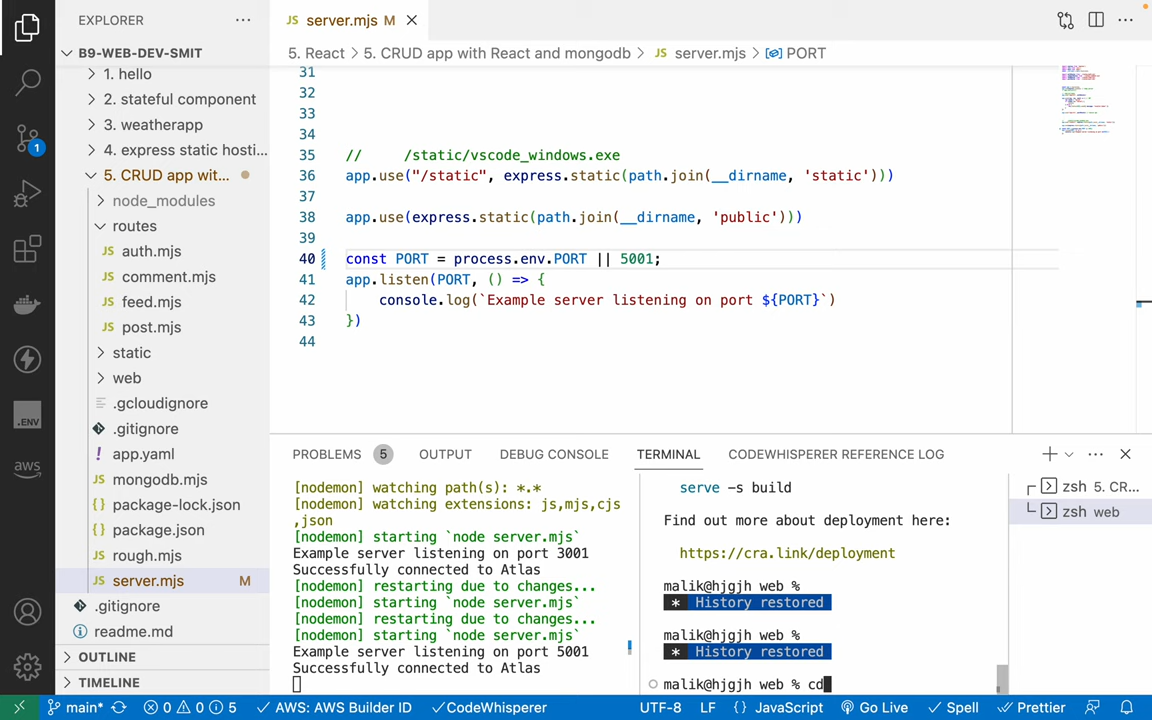 EXPLORER
B9-WEB-DEV-SMIT
1. hello
2. stateful component
3. weatherapp
4. express static hosti...
5. CRUD app wit...
node_modules
routes
JS auth.mjs
JS comment.mjs
JS feed.mjs
JS post.mjs
static
web
.gcloudignore
.gitignore
! app.yaml
JS mongodb.mjs
{} package-lock.json
{} package.json
JS rough.mjs
JS server.mjs M
.gitignore
readme.md
OUTLINE
TIMELINE
.ENV
aws
1
JS server.mjs M
5. React > 5. CRUD app with React and mongodb > JS server.mjs > PORT
31
32
33
34
35 // /static/vscode_windows.exe
36 app.use("/static", express.static(path.join(__dirname, 'static')))
37
38 app.use(express.static(path.join(__dirname, 'public')))
39
40 const PORT = process.env.PORT || 5001;
41 app.listen(PORT, () => {
42 console.log(`Example server listening on port ${PORT}`)
43 })
44
PROBLEMS 5 OUTPUT DEBUG CONSOLE TERMINAL CODEWHISPERER REFERENCE LOG
[nodemon] watching path(s): *.*
[nodemon] watching extensions: js,mjs,cjs
,json
[nodemon] starting `node server.mjs`
Example server listening on port 3001
Successfully connected to Atlas
[nodemon] restarting due to changes...
[nodemon] starting `node server.mjs`
[nodemon] restarting due to changes...
[nodemon] starting `node server.mjs`
Example server listening on port 5001
Successfully connected to Atlas
serve -s build
Find out more about deployment here:
https://cra.link/deployment
malik@hjgjh web %
* History restored
malik@hjgjh web %
* History restored
malik@hjgjh web % cd
zsh 5. CR...
zsh web
main* 0 0 5 AWS: AWS Builder ID CodeWhisperer UTF-8 LF {} JavaScript Go Live Spell Prettier